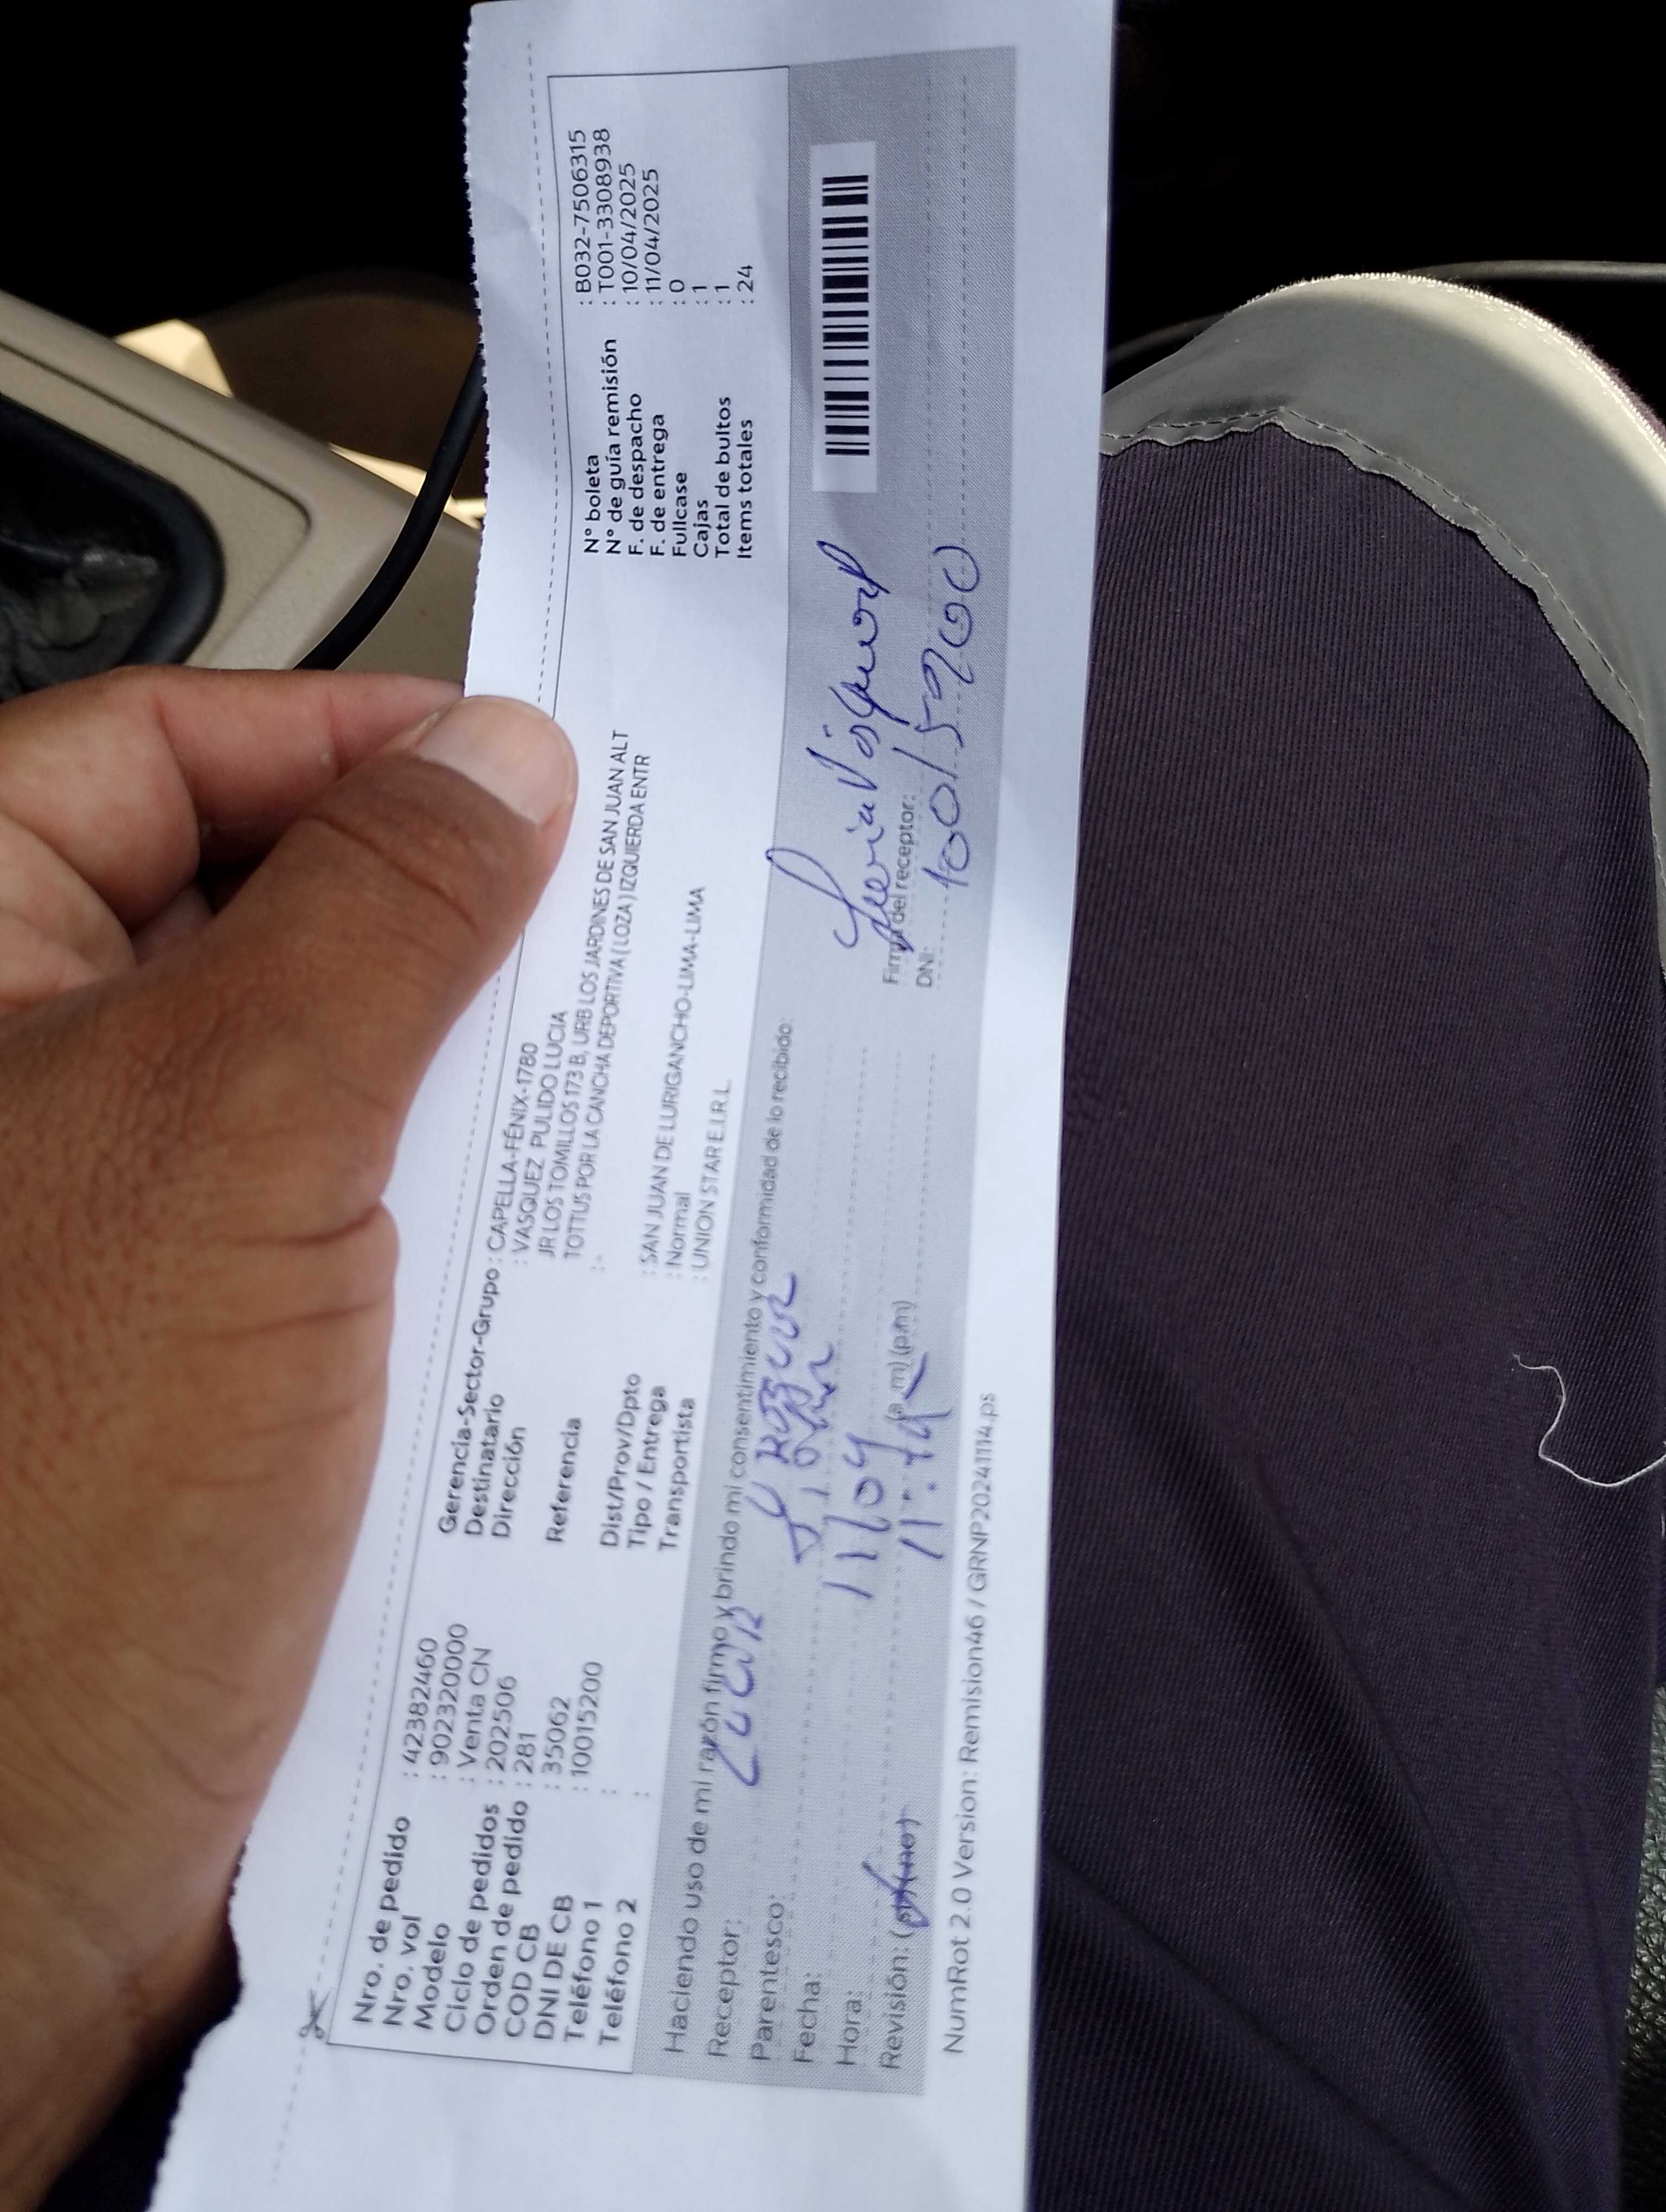 Nro. de pedido : 42382460
Nro. vol : 902320000
Modelo : Venta CN
Ciclo de pedidos : 202506
Orden de pedido : 281
COD CB : 35062
DNI DE CB : 10015200
Teléfono 1 :
Teléfono 2 :
Gerencia-Sector-Grupo : CAPELLA-FÉNIX-1780
Destinatario : VASQUEZ PULIDO LUCIA
Dirección JR LOS TOMILLOS 173 B, URB LOS JARDINES DE SAN JUAN ALT
TOTTUS POR LA CANCHA DEPORTIVA ( LOZA ) IZQUIERDA ENTR
Referencia :
Dist/Prov/Dpto : SAN JUAN DE LURIGANCHO-LIMA-LIMA
Tipo / Entrega : Normal
Transportista : UNION STAR E.I.R.L.
N° boleta : B032-7506315
N° de guía remisión : T001-3308938
F. de despacho : 10/04/2025
F. de entrega : 11/04/2025
Fullcase : 0
Cajas : 1
Total de bultos : 1
Items totales : 24
Haciendo uso de mi razón firmo y brindo mi consentimiento y conformidad de lo recibido:
Receptor:
Parentesco:
Fecha: 11/04
Hora: (a.m) (p.m)
Revisión:
Firma del receptor:
DNI: 10015200
NumRot 2.0 Version: Remision46 / GRNP20241114.ps